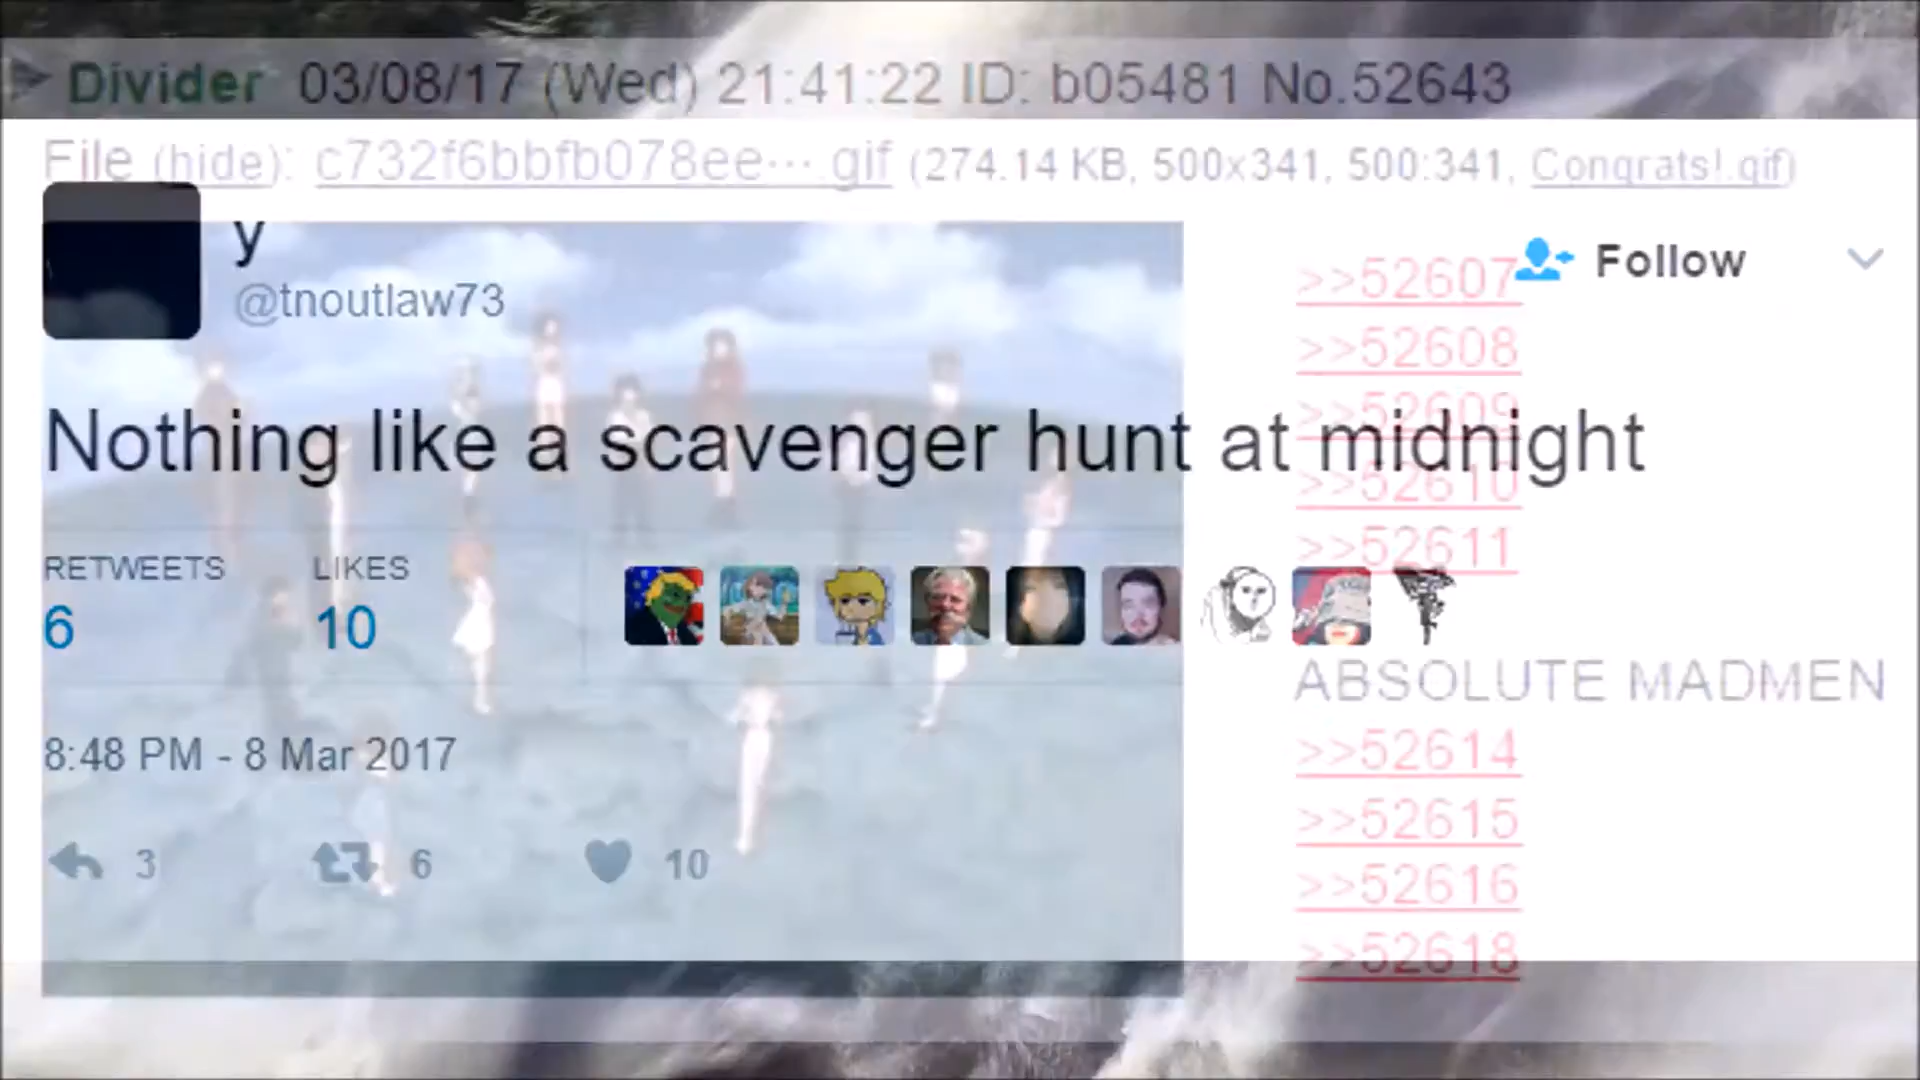 Divider 03/08/17 (Wed) 21:41:22 ID: b05481 No.52643
File (hide): c732f6bbfb078ee… .gif (274.14 KB, 500x341, 500:341, Congrats!.gif)
y
@tnoutlaw73
Follow
Nothing like a scavenger hunt at midnight
RETWEETS LIKES
6 10
8:48 PM - 8 Mar 2017
3 6 10
>>52607
>>52608
>>52609
>>52610
>>52611
ABSOLUTE MADMEN
>>52614
>>52615
>>52616
>>52618